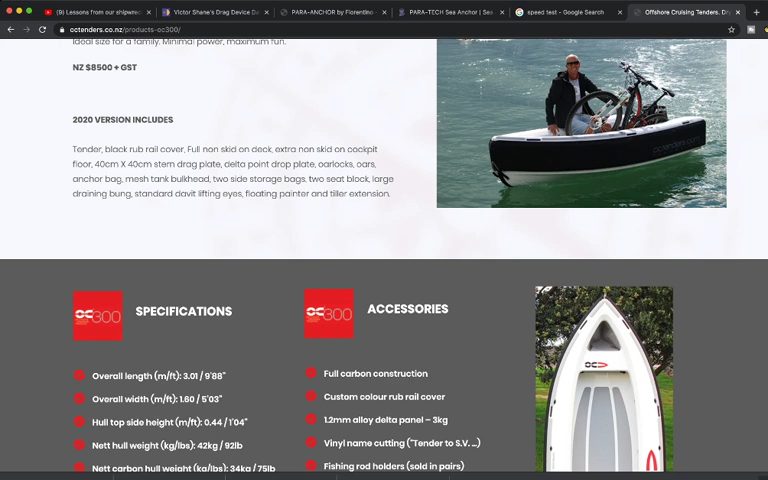 (9) Lessons from our shipwrec
Victor Shane's Drag Device Da
PARA-ANCHOR by Fiorentino –
PARA-TECH Sea Anchor | Sea
speed test - Google Search
Offshore Cruising Tenders, Di
octenders.co.nz/products-oc300/
Ideal size for a family. Minimal power, maximum fun.
NZ $8500 + GST
2020 VERSION INCLUDES
Tender, black rub rail cover, Full non skid on deck, extra non skid on cockpit
floor, 40cm X 40cm stern drag plate, delta point drop plate, oarlocks, oars,
anchor bag, mesh tank bulkhead, two side storage bags, two seat block, large
draining bung, standard davit lifting eyes, floating painter and tiller extension.
octenders.com
OC300
SPECIFICATIONS
Overall length (m/ft): 3.01 / 9'88"
Overall width (m/ft): 1.60 / 5'03"
Hull top side height (m/ft): 0.44 / 1'04"
Nett hull weight (kg/lbs): 42kg / 92lb
Nett carbon hull weight (kg/lbs): 34kg / 75lb
OC300
ACCESSORIES
Full carbon construction
Custom colour rub rail cover
1.2mm alloy delta panel – 3kg
Vinyl name cutting ("Tender to S.V. ...)
Fishing rod holders (sold in pairs)
OC